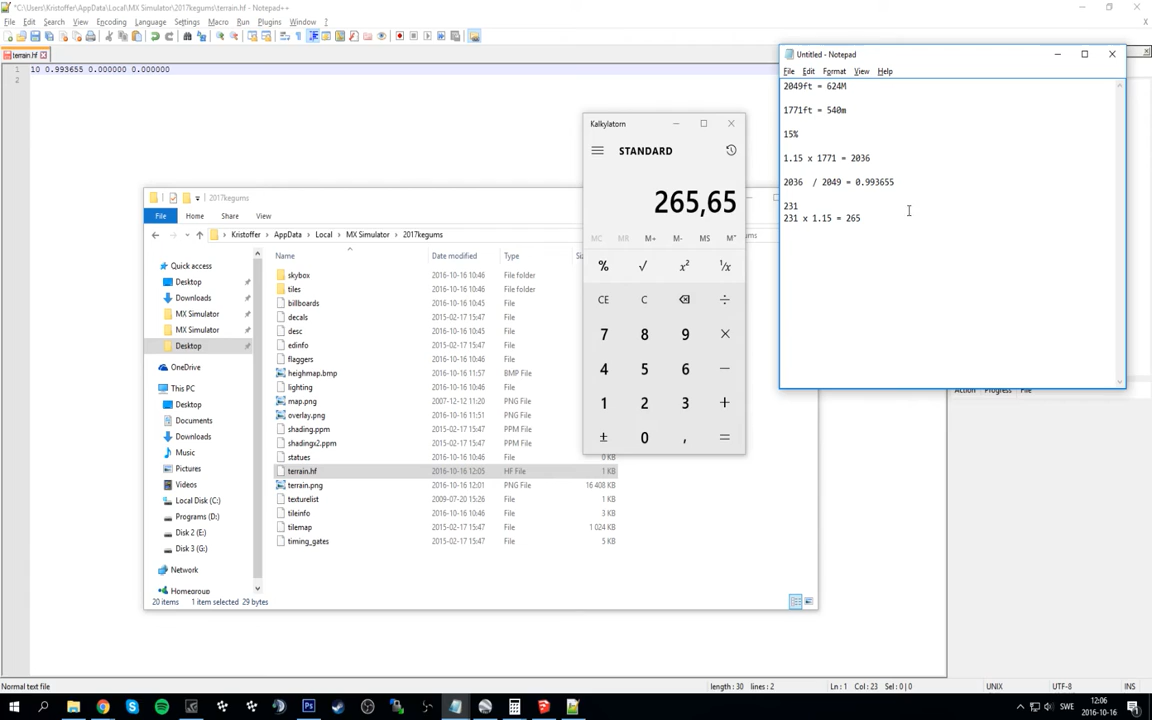 *C:\Users\Kristoffer\AppData\Local\MX Simulator\2017kegums\terrain.hf - Notepad++
File Edit Search View Encoding Language Settings Macro Run Plugins Window ?
terrain.hf
1 10 0.993655 0.000000 0.000000
2
Untitled - Notepad
File Edit Format View Help
2049ft = 624M
1771ft = 540m
15%
1.15 x 1771 = 2036
2036 / 2049 = 0.993655
231
231 x 1.15 = 265
Kalkylatorn
STANDARD
265,65
MC MR M+ M- MS M˅
% √ x² ¹/x
CE C ÷
7 8 9 ×
4 5 6 −
1 2 3 +
± 0 , =
2017kegums
File Home Share View
Kristoffer > AppData > Local > MX Simulator > 2017kegums
Quick access
Desktop
Downloads
MX Simulator
MX Simulator
Desktop
OneDrive
This PC
Desktop
Documents
Downloads
Music
Pictures
Videos
Local Disk (C:)
Programs (D:)
Disk 2 (E:)
Disk 3 (G:)
Network
Homegroup
Name Date modified Type
skybox 2016-10-16 10:46 File folder
tiles 2016-10-16 10:46 File folder
billboards 2016-10-16 10:45 File
decals 2015-02-17 15:47 File
desc 2016-10-16 10:45 File
edinfo 2015-02-17 15:47 File
flaggers 2016-10-16 10:46 File
heighmap.bmp 2016-10-16 11:57 BMP File
lighting 2016-10-16 10:46 File
map.png 2007-12-12 20:10 PNG File
overlay.png 2016-10-16 11:51 PNG File
shading.ppm 2015-02-17 15:47 PPM File
shadingx2.ppm 2015-02-17 15:47 PPM File
statues 2016-10-16 10:46 File 0 KB
terrain.hf 2016-10-16 12:05 HF File 1 KB
terrain.png 2016-10-16 12:01 PNG File 16 408 KB
texturelist 2009-07-20 15:26 File 1 KB
tileinfo 2016-10-16 10:46 File 3 KB
tilemap 2015-02-17 15:47 File 1 024 KB
timing_gates 2015-02-17 15:47 File 5 KB
20 items 1 item selected 29 bytes
Action Progress File
Normal text file length : 30 lines : 2 Ln : 1 Col : 23 Sel : 0 | 0 UNIX UTF-8 INS
SWE
12:06
2016-10-16